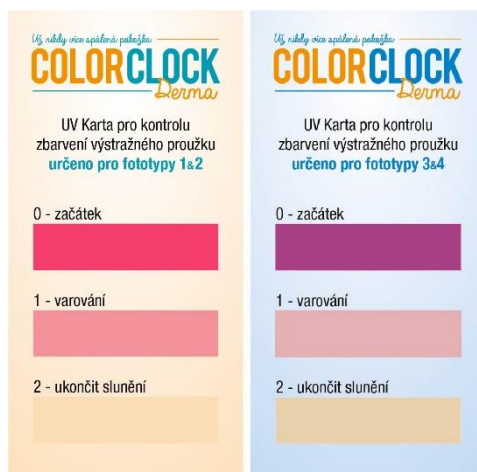 Už nikdy více spálená pokožka
COLORCLOCK
Derma
UV Karta pro kontrolu
zbarvení výstražného proužku
určeno pro fototypy 1&2
0 - začátek
1 - varování
2 - ukončit slunění
Už nikdy více spálená pokožka
COLORCLOCK
Derma
UV Karta pro kontrolu
zbarvení výstražného proužku
určeno pro fototypy 3&4
0 - začátek
1 - varování
2 - ukončit slunění